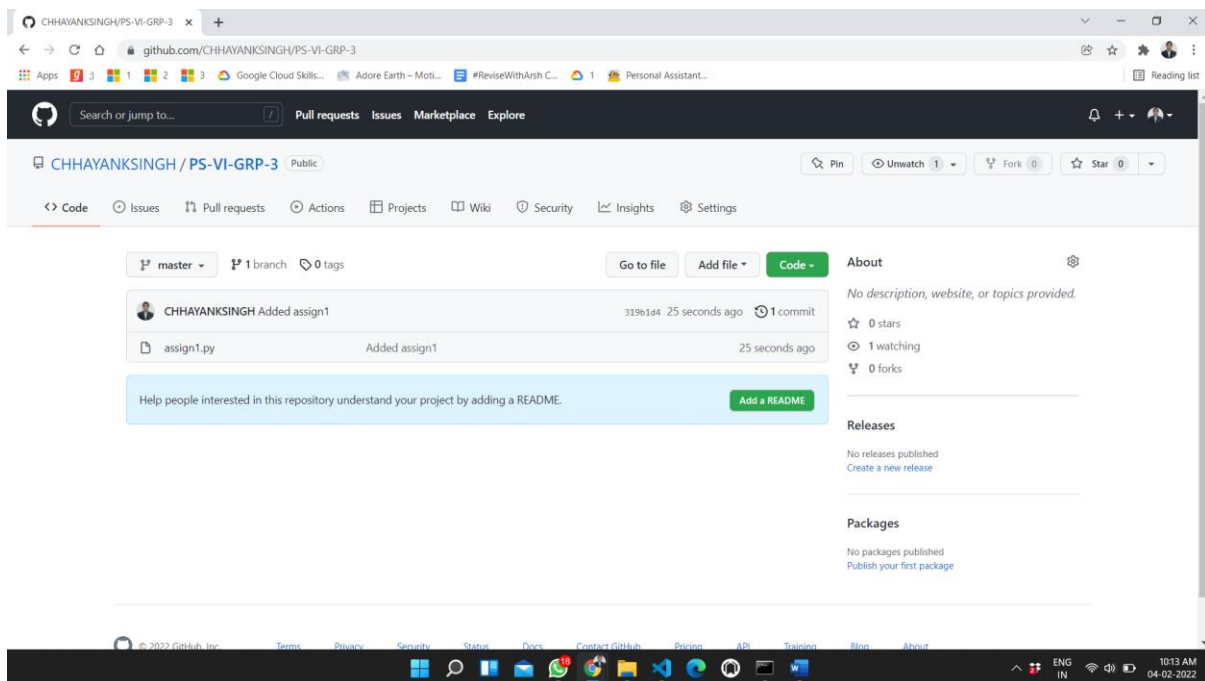 CHHAYANKSINGH/PS-VI-GRP-3
github.com/CHHAYANKSINGH/PS-VI-GRP-3
Apps :) 1 2 3 Google Cloud Skills... Adore Earth – Moti... #ReviseWithArsh C... 1 Personal Assistant... Reading list
Search or jump to... / Pull requests Issues Marketplace Explore
CHHAYANKSINGH / PS-VI-GRP-3 Public Pin Unwatch 1 Fork 0 Star 0
<> Code Issues Pull requests Actions Projects Wiki Security Insights Settings
master 1 branch 0 tags Go to file Add file Code
CHHAYANKSINGH Added assign1 319b1d4 25 seconds ago 1 commit
assign1.py Added assign1 25 seconds ago
Help people interested in this repository understand your project by adding a README. Add a README
About
No description, website, or topics provided.
0 stars
1 watching
0 forks
Releases
No releases published
Create a new release
Packages
No packages published
Publish your first package
© 2022 GitHub, Inc. Terms Privacy Security Status Docs Contact GitHub Pricing API Training Blog About
18
ENG
IN
10:13 AM
04-02-2022